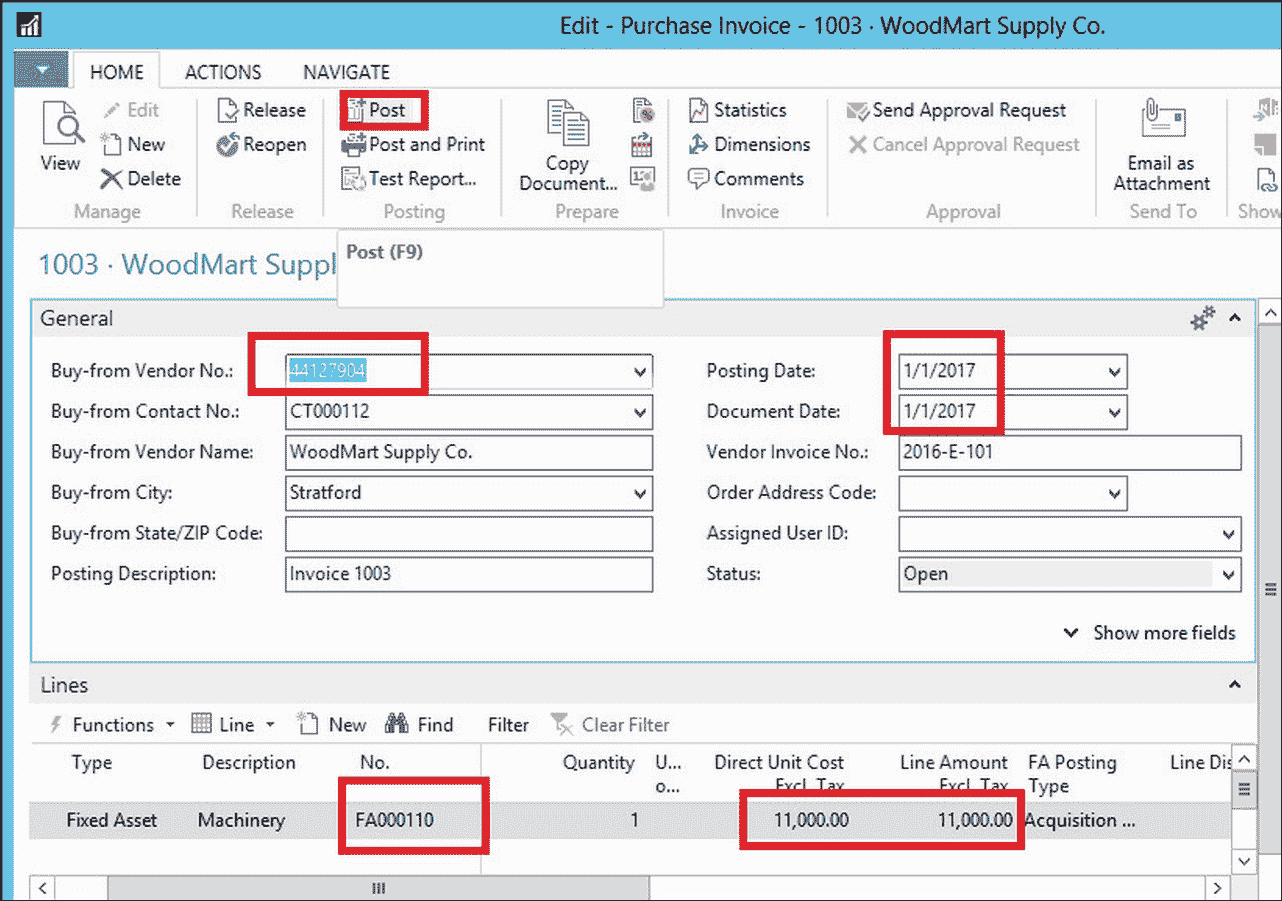 Edit - Purchase Invoice - 1003 · WoodMart Supply Co.
HOME ACTIONS NAVIGATE
View
Edit
New
Delete
Manage
Release
Reopen
Release
Post
Post and Print
Test Report...
Posting
Copy
Document...
Prepare
Statistics
Dimensions
Comments
Invoice
Send Approval Request
Cancel Approval Request
Approval
Email as
Attachment
Send To
Show
Post (F9)
1003 · WoodMart Suppl
General
Buy-from Vendor No.: 44127904
Buy-from Contact No.: CT000112
Buy-from Vendor Name: WoodMart Supply Co.
Buy-from City: Stratford
Buy-from State/ZIP Code:
Posting Description: Invoice 1003
Posting Date: 1/1/2017
Document Date: 1/1/2017
Vendor Invoice No.: 2016-E-101
Order Address Code:
Assigned User ID:
Status: Open
Show more fields
Lines
Functions Line New Find Filter Clear Filter
Type Description No. Quantity U... Direct Unit Cost Line Amount FA Posting Line Dis
o... Excl. Tax Excl. Tax Type
Fixed Asset Machinery FA000110 1 11,000.00 11,000.00 Acquisition ...